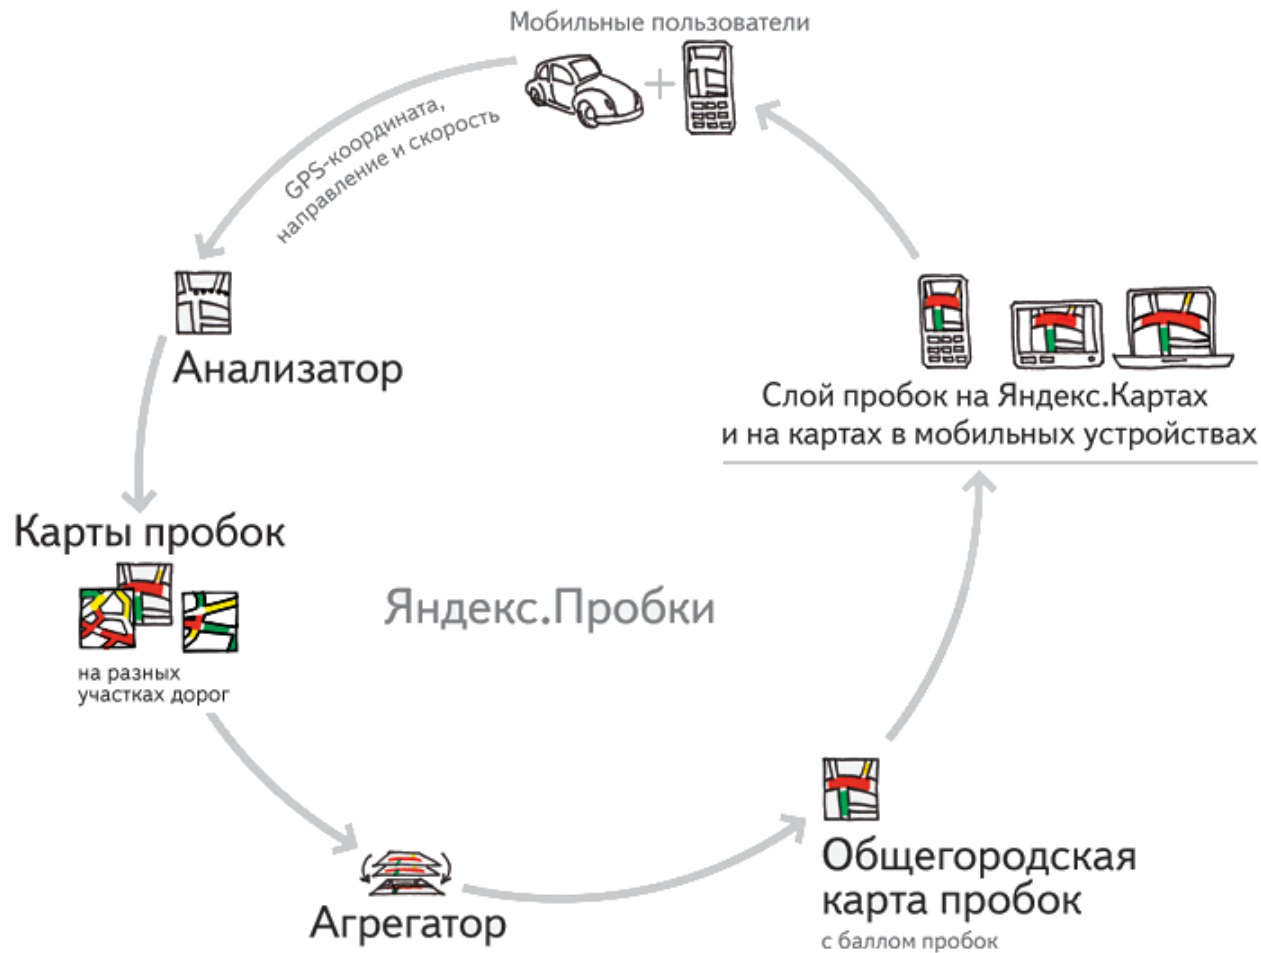 Мобильные пользователи
GPS-координата,
направление и скорость
Анализатор
Слой пробок на Яндекс.Картах
и на картах в мобильных устройствах
Карты пробок
на разных
участках дорог
Яндекс.Пробки
Общегородская
карта пробок
с баллом пробок
Агрегатор